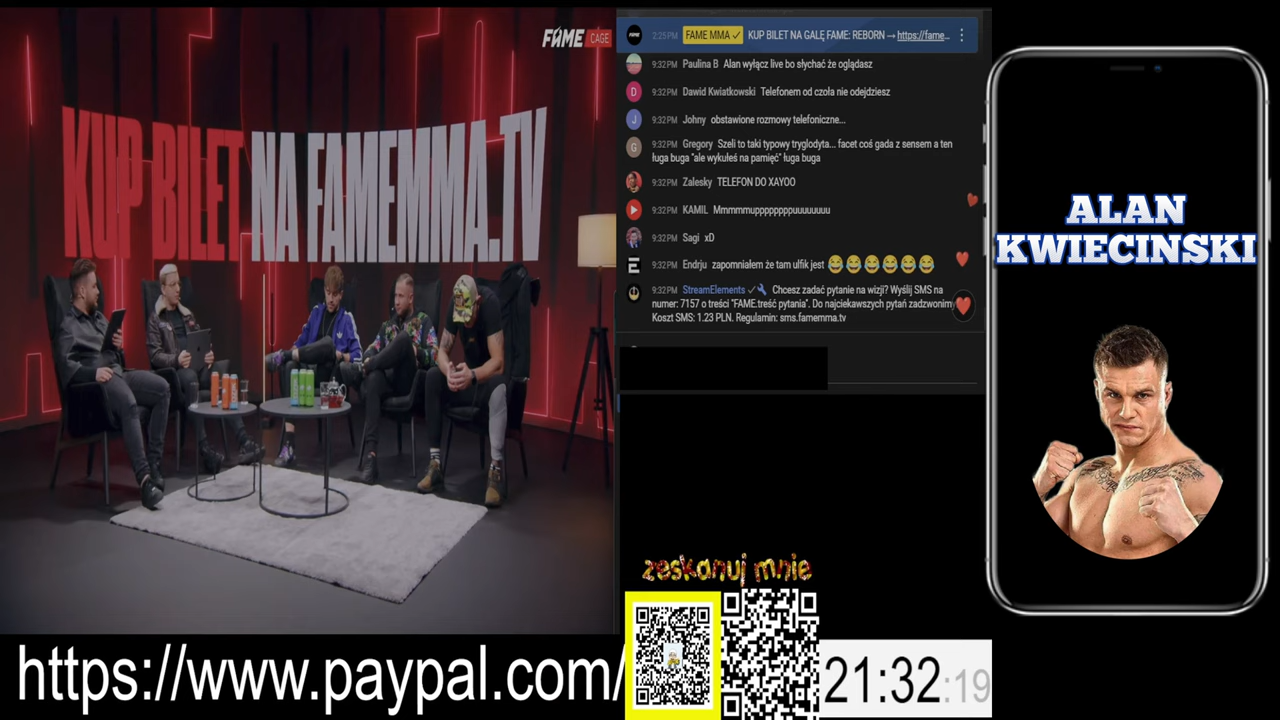 FAME CAGE
KUP BILET NA FAMEMMA.TV
2:25PM FAME MMA ✓ KUP BILET NA GALĘ FAME: REBORN → https://fame...
9:32PM Paulina B Alan wyłącz live bo słychać że oglądasz
D 9:32PM Dawid Kwiatkowski Telefonem od czoła nie odejdziesz
J 9:32PM Johny obstawione rozmowy telefoniczne...
G 9:32PM Gregory Szeli to taki typowy tryglodyta... facet coś gada z sensem a ten
ługa buga "ale wykułeś na pamięć" ługa buga
9:32PM Zalesky TELEFON DO XAYOO
9:32PM KAMIL Mmmmmuppppppppuuuuuuuu
9:32PM Sagi xD
9:32PM Endrju zapomniałem że tam ulfik jest 😂😂😂😂😂😂
9:32PM StreamElements ✓ Chcesz zadać pytanie na wizji? Wyślij SMS na
numer: 7157 o treści "FAME.treść pytania". Do najciekawszych pytań zadzwonimy
Koszt SMS: 1.23 PLN. Regulamin: sms.famemma.tv
ALAN
KWIECINSKI
zeskanuj mnie
https://www.paypal.com/
21:32:19